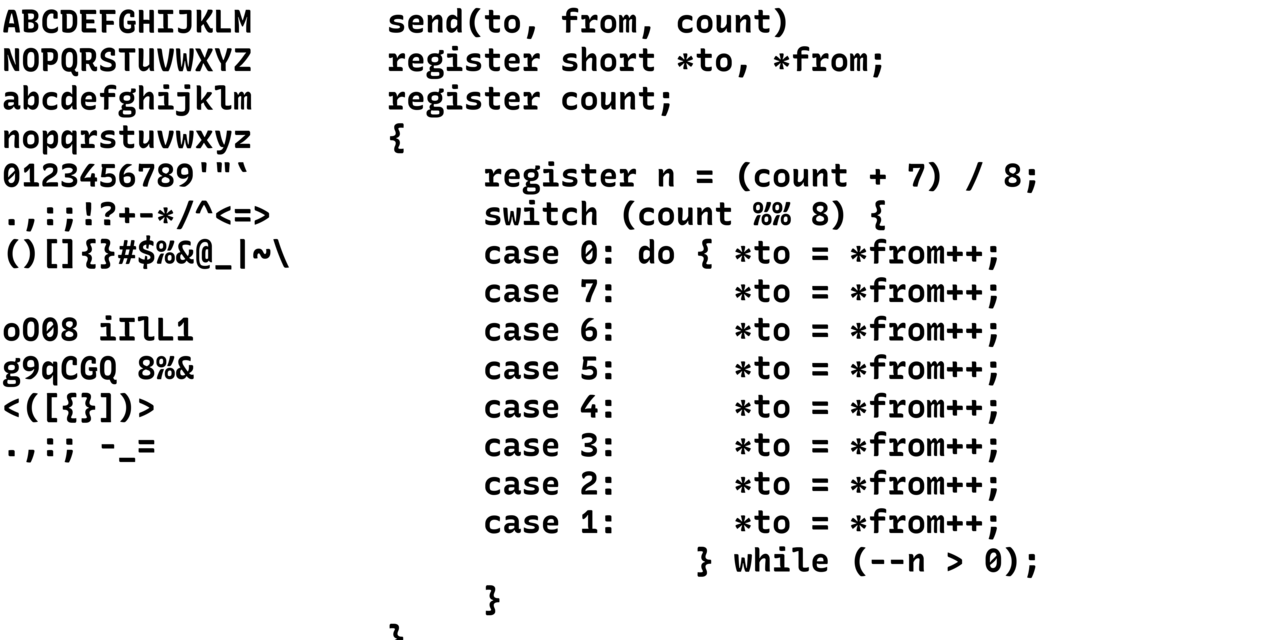 ABCDEFGHIJKLM
NOPQRSTUVWXYZ
abcdefghijklm
nopqrstuvwxyz
0123456789'"`
.,:;!?+-*/^<=>
()[]{}#$%&@_|~\
oO08 iIlL1
g9qCGQ 8%&
<([{}])>
.,:; -_=
send(to, from, count)
register short *to, *from;
register count;
{
     register n = (count + 7) / 8;
     switch (count %% 8) {
     case 0: do { *to = *from++;
     case 7:      *to = *from++;
     case 6:      *to = *from++;
     case 5:      *to = *from++;
     case 4:      *to = *from++;
     case 3:      *to = *from++;
     case 2:      *to = *from++;
     case 1:      *to = *from++;
                } while (--n > 0);
     }
}